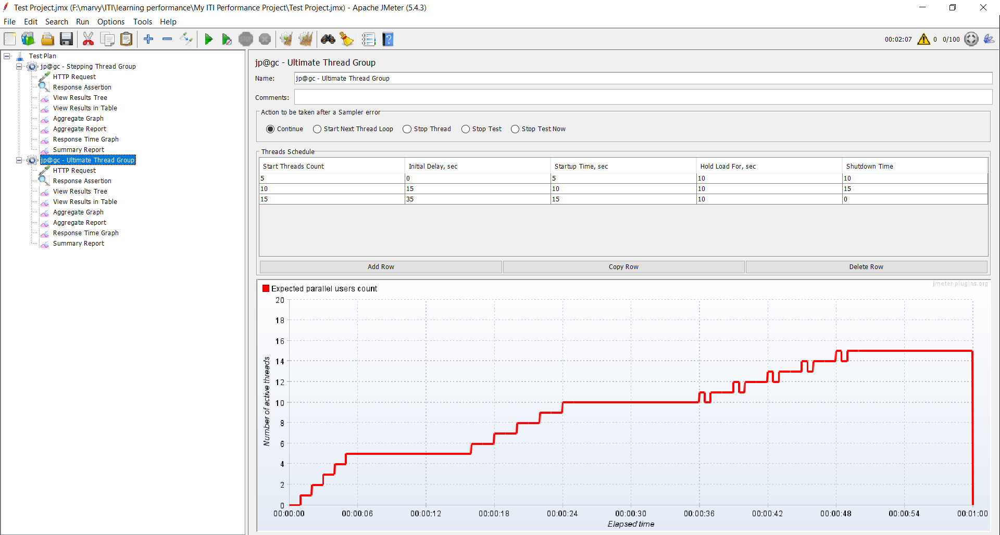 Test Project.jmx (F:\marvy\ITI\learning performance\My ITI Performance Project\Test Project.jmx) - Apache JMeter (5.4.3)
File Edit Search Run Options Tools Help
STOP
00:02:07 0 0/100
Test Plan
jp@gc - Stepping Thread Group
HTTP Request
Response Assertion
View Results Tree
View Results in Table
Aggregate Graph
Aggregate Report
Response Time Graph
Summary Report
jp@gc - Ultimate Thread Group
HTTP Request
Response Assertion
View Results Tree
View Results in Table
Aggregate Graph
Aggregate Report
Response Time Graph
Summary Report
jp@gc - Ultimate Thread Group
Name: jp@gc - Ultimate Thread Group
Comments:
Action to be taken after a Sampler error
Continue Start Next Thread Loop Stop Thread Stop Test Stop Test Now
Threads Schedule
Start Threads Count Initial Delay, sec Startup Time, sec Hold Load For, sec Shutdown Time
5 0 5 10 10
10 15 10 10 15
15 35 15 10 0
Add Row Copy Row Delete Row
jmeter-plugins.org
Expected parallel users count
20
18
16
14
12
10
8
6
4
2
0
Number of active threads
00:00:00 00:00:06 00:00:12 00:00:18 00:00:24 00:00:30 00:00:36 00:00:42 00:00:48 00:00:54 00:01:00
Elapsed time